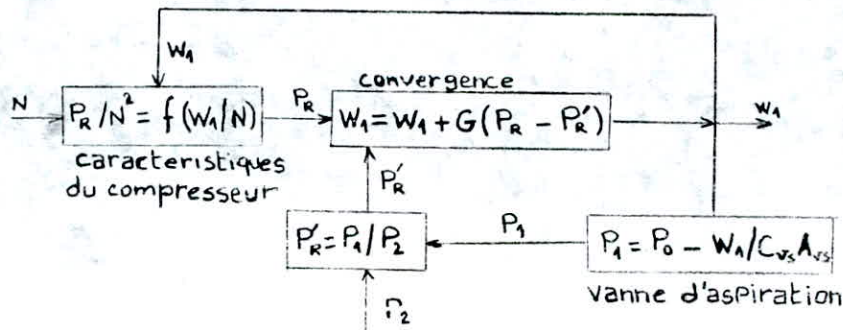 W₁
convergence
N
P_R/N² = f(W₁/N)
P_R
W₁ = W₁ + G(P_R - P'_R)
W₁
caracteristiques
du compresseur
P'_R
P'_R = P₁/P₂
P₁
P₁ = P₀ - W₁/C_vs A_vs
vanne d'aspiration
P₂